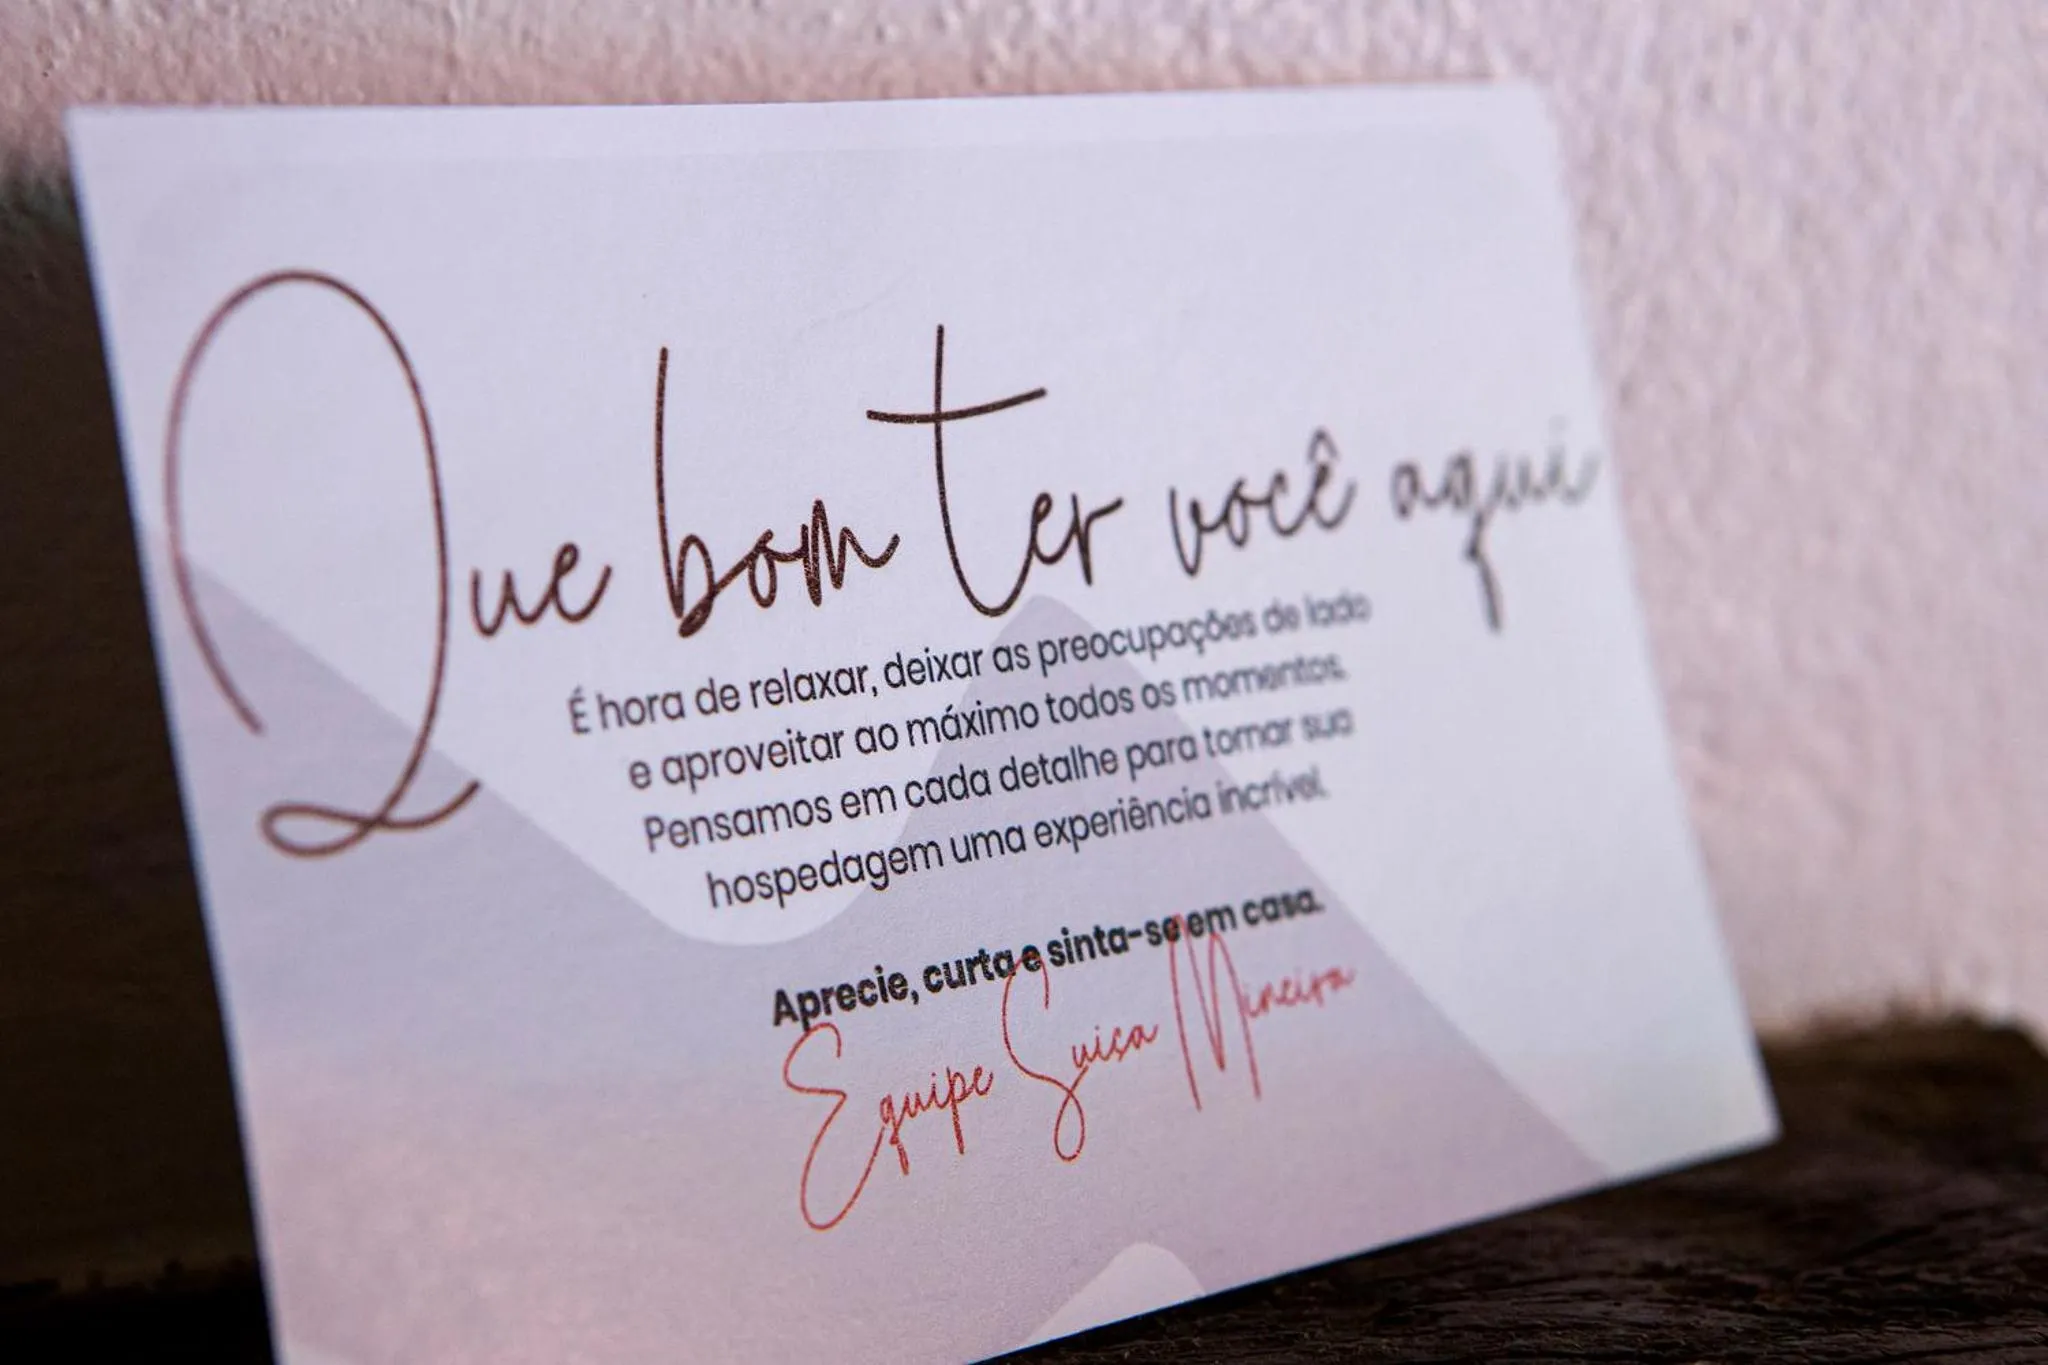 Que bom ter você aqui
É hora de relaxar, deixar as preocupações de lado
e aproveitar ao máximo todos os momentos.
Pensamos em cada detalhe para tornar sua
hospedagem uma experiência incrível.
Aprecie, curta e sinta-se em casa.
Equipe Suiça Mineira